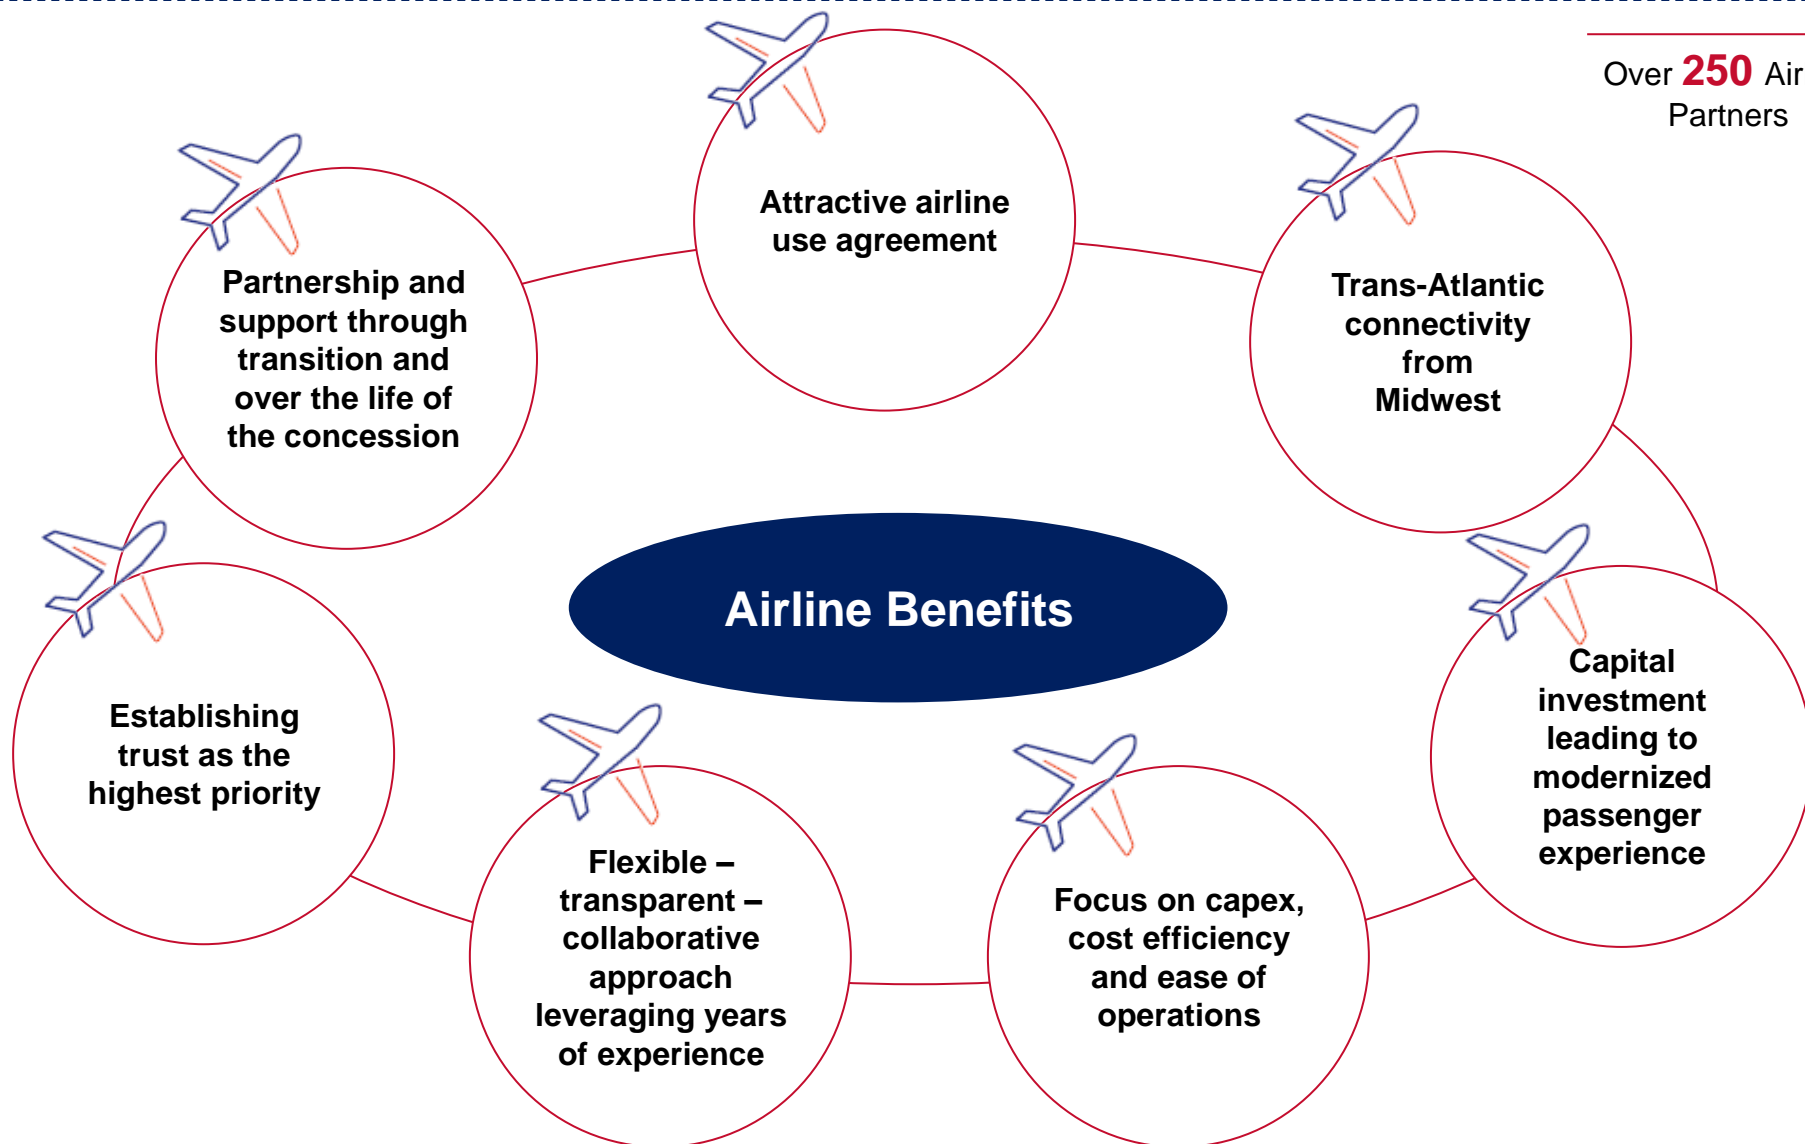 Over 250 Air
Partners
Attractive airline
use agreement
Partnership and
support through
transition and
over the life of
the concession
Trans-Atlantic
connectivity
from
Midwest
Airline Benefits
Establishing
trust as the
highest priority
Capital
investment
leading to
modernized
passenger
experience
Flexible –
transparent –
collaborative
approach
leveraging years
of experience
Focus on capex,
cost efficiency
and ease of
operations